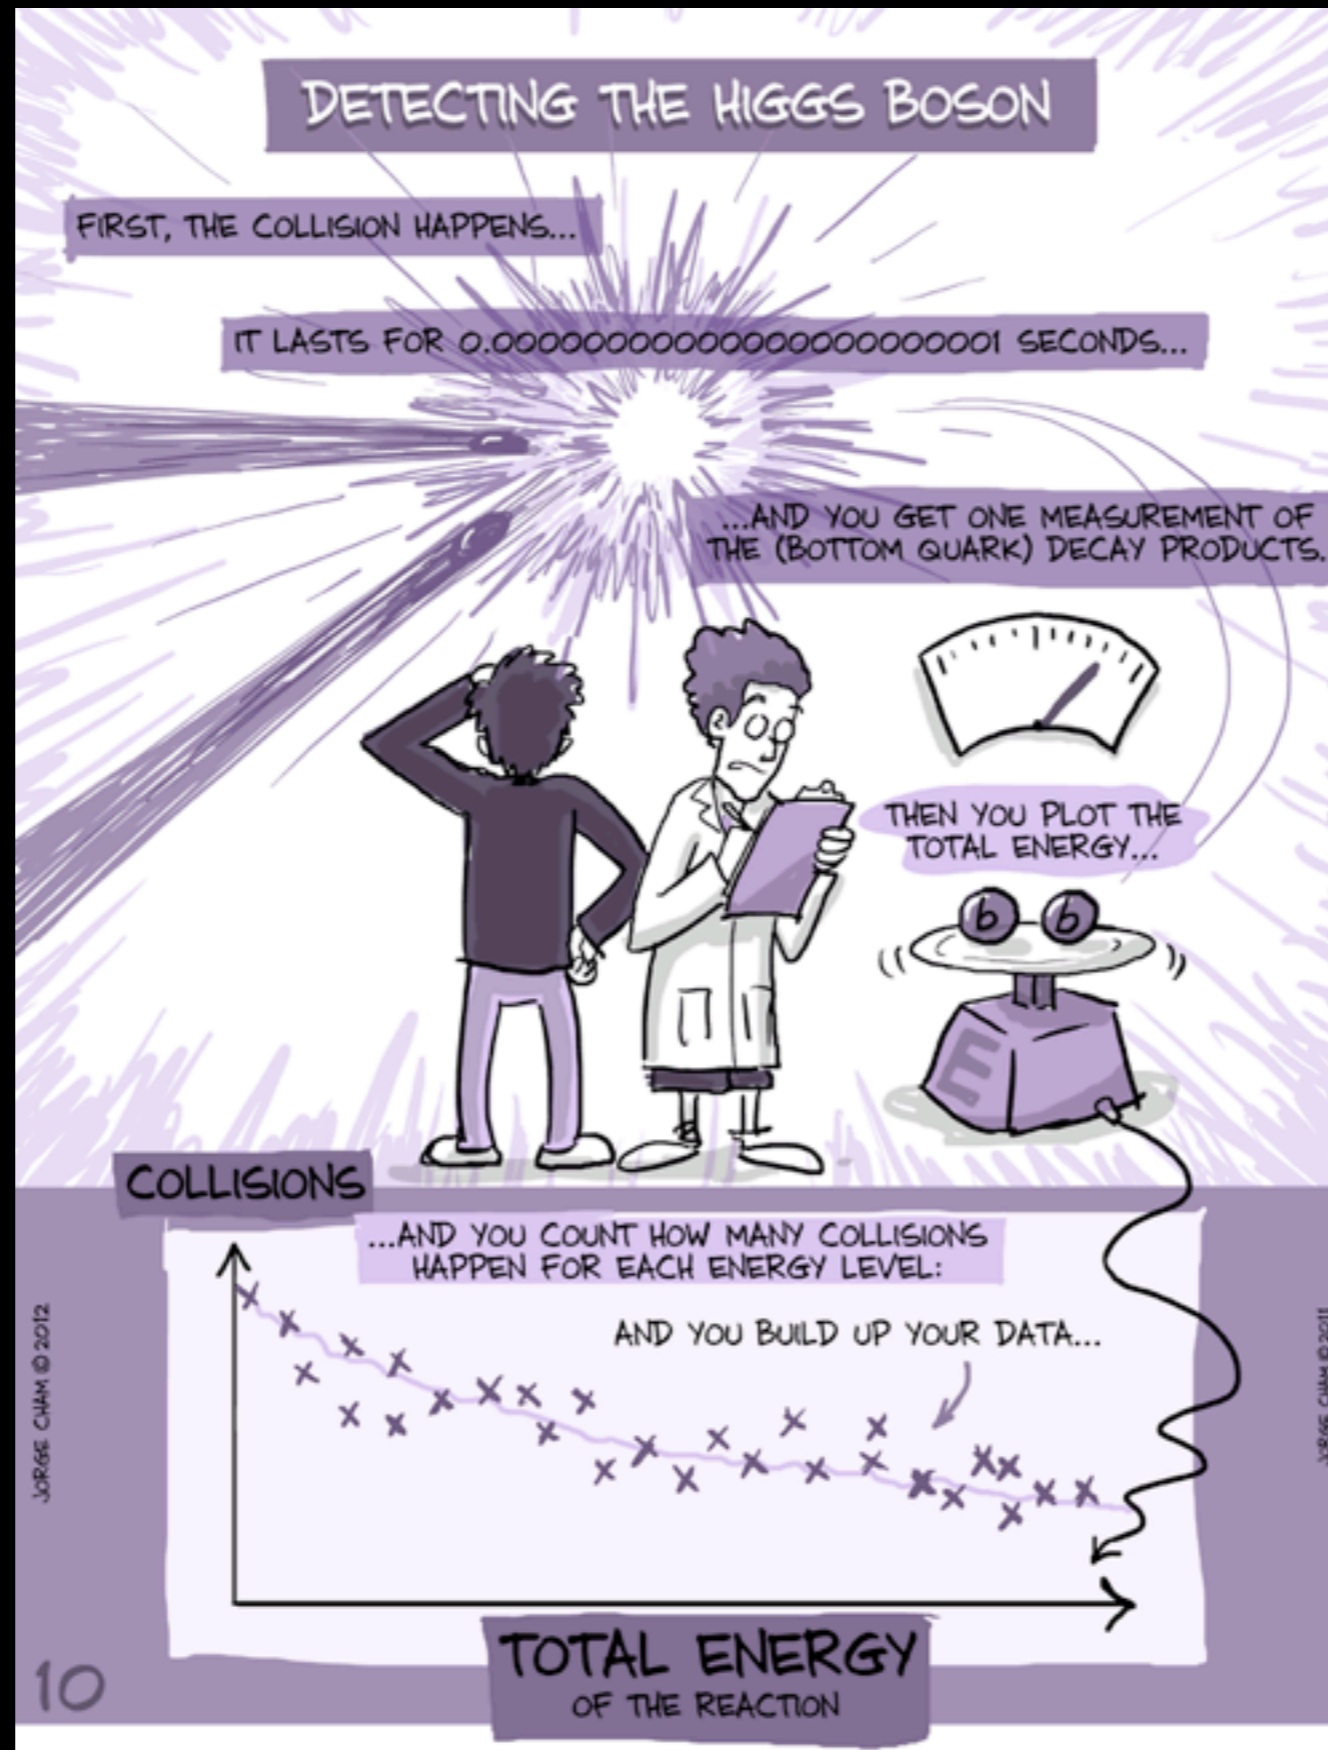 DETECTING THE HIGGS BOSON
FIRST, THE COLLISION HAPPENS...
IT LASTS FOR 0.0000000000000000000000001 SECONDS...
...AND YOU GET ONE MEASUREMENT OF
THE (BOTTOM QUARK) DECAY PRODUCTS.
THEN YOU PLOT THE
TOTAL ENERGY...
b b
E
COLLISIONS
...AND YOU COUNT HOW MANY COLLISIONS
HAPPEN FOR EACH ENERGY LEVEL:
AND YOU BUILD UP YOUR DATA...
TOTAL ENERGY
OF THE REACTION
JORGE CHAM © 2012
JORGE CHAM © 2011
10